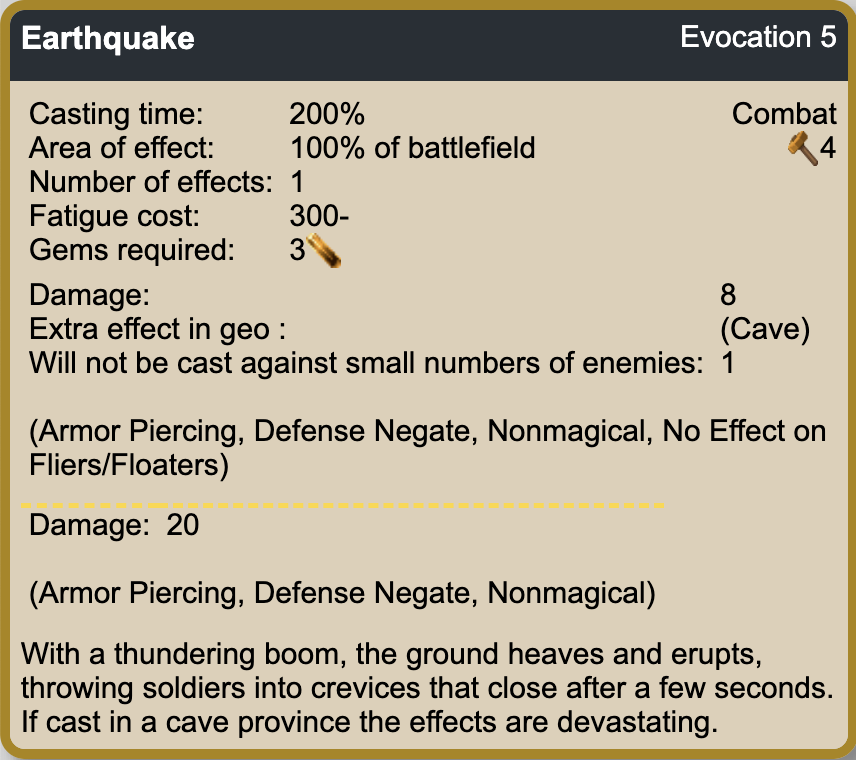 Earthquake Evocation 5
Casting time: 200% Combat
Area of effect: 100% of battlefield 4
Number of effects: 1
Fatigue cost: 300-
Gems required: 3
Damage: 8
Extra effect in geo : (Cave)
Will not be cast against small numbers of enemies: 1
(Armor Piercing, Defense Negate, Nonmagical, No Effect on
Fliers/Floaters)
Damage: 20
(Armor Piercing, Defense Negate, Nonmagical)
With a thundering boom, the ground heaves and erupts,
throwing soldiers into crevices that close after a few seconds.
If cast in a cave province the effects are devastating.